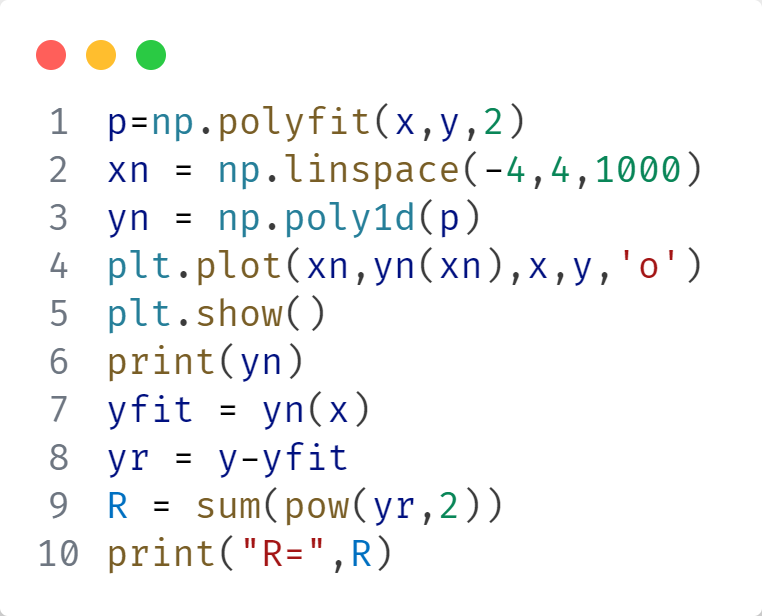 1 p=np.polyfit(x,y,2)
2 xn = np.linspace(-4,4,1000)
3 yn = np.poly1d(p)
4 plt.plot(xn,yn(xn),x,y,'o')
5 plt.show()
6 print(yn)
7 yfit = yn(x)
8 yr = y-yfit
9 R = sum(pow(yr,2))
10 print("R=",R)